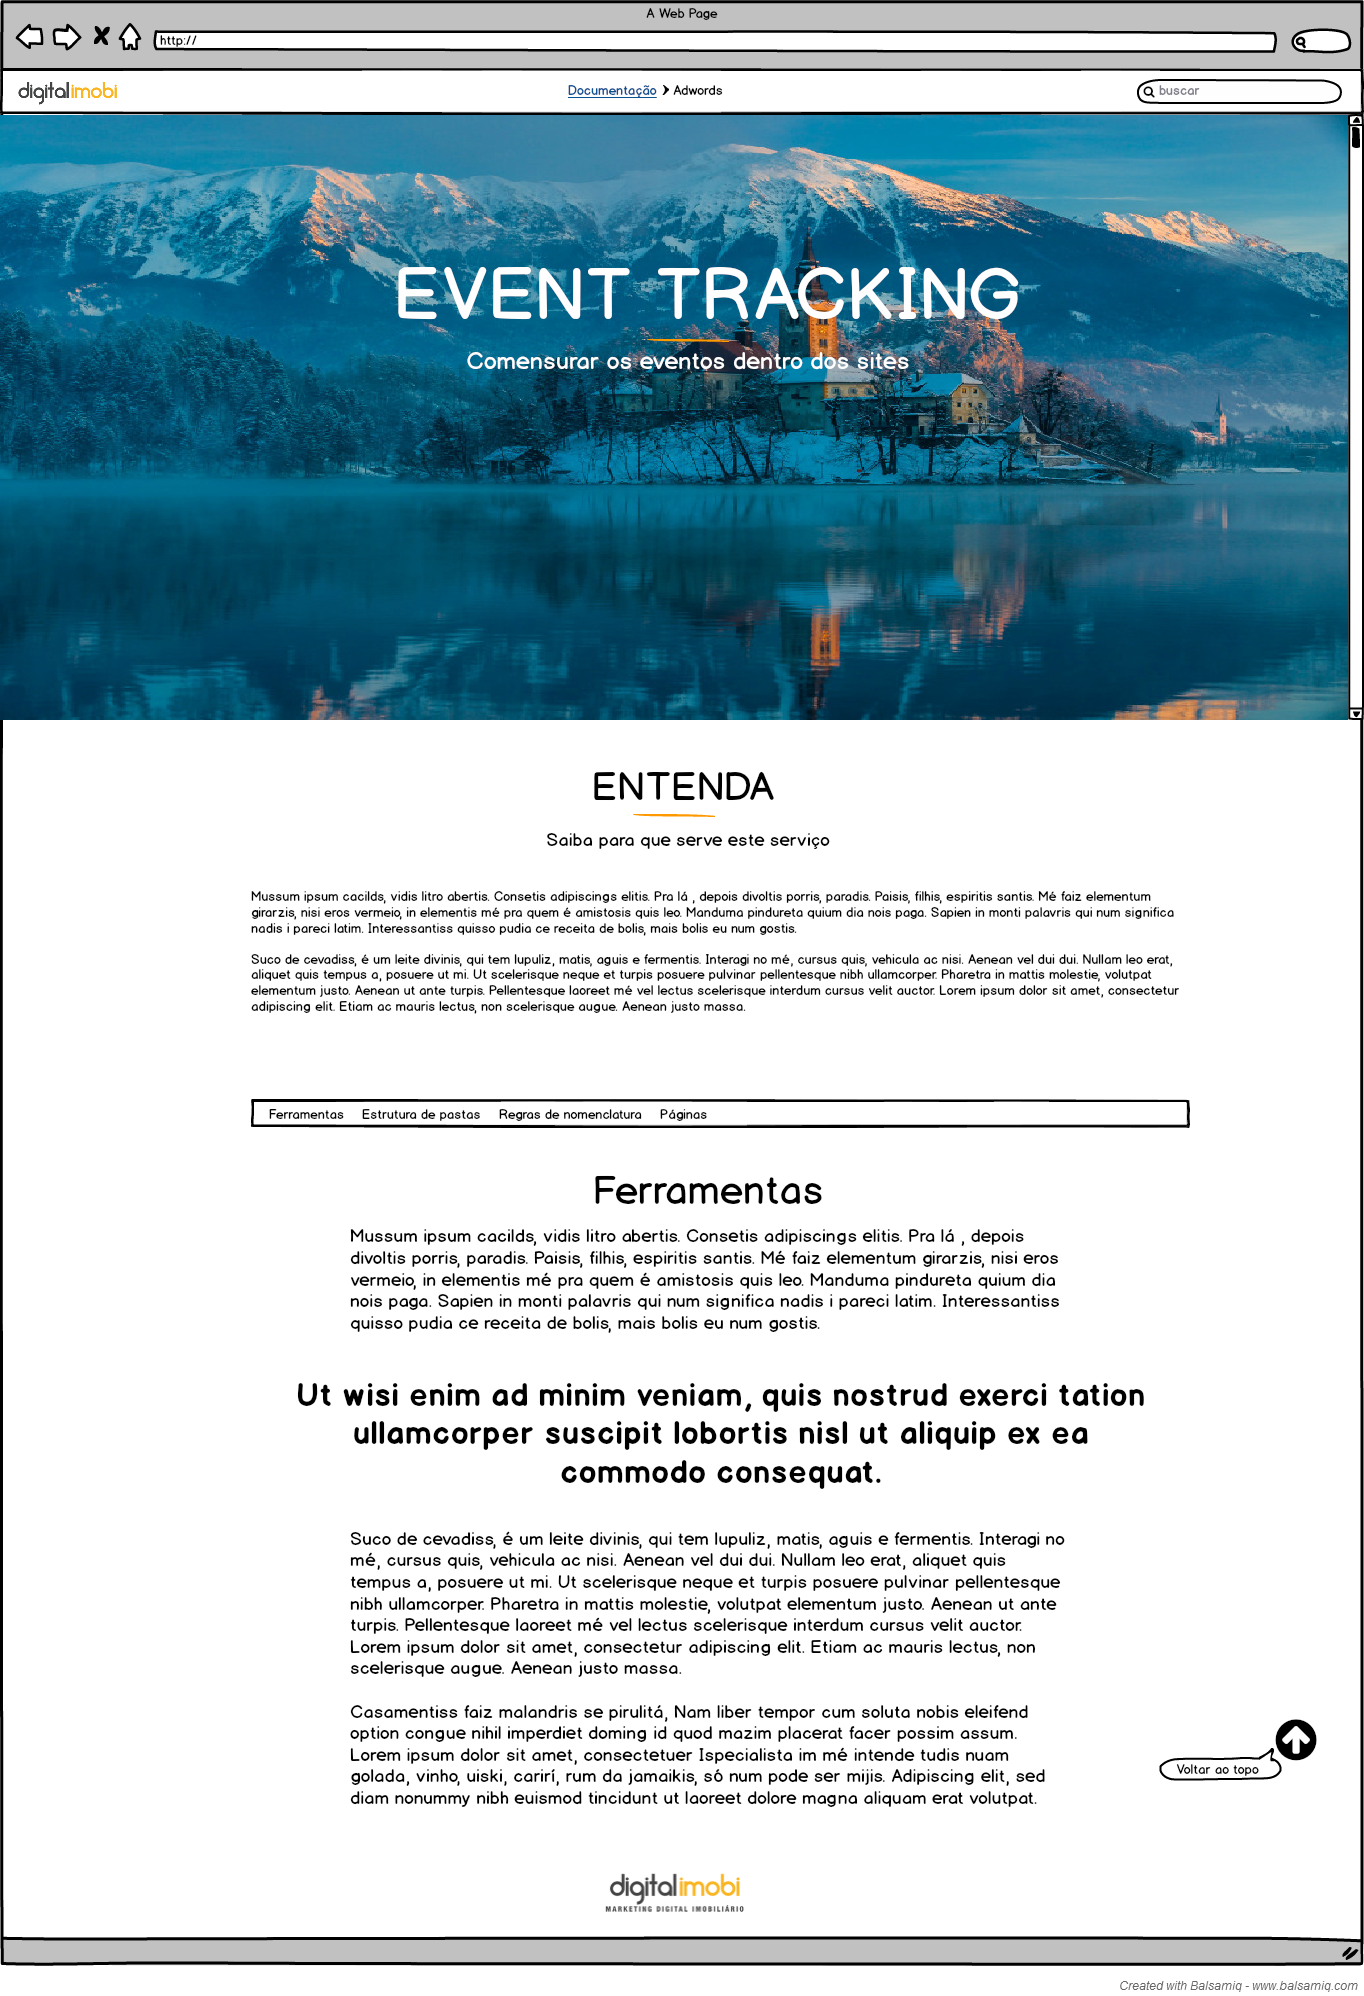 A Web Page
http://
digitalimobi
Documentação > Adwords
buscar
EVENT TRACKING
Comensurar os eventos dentro dos sites
ENTENDA
Saiba para que serve este serviço
Mussum ipsum cacilds, vidis litro abertis. Consetis adipiscings elitis. Pra lá , depois divoltis porris, paradis. Paisis, filhis, espiritis santis. Mé faiz elementum
girarzis, nisi eros vermeio, in elementis mé pra quem é amistosis quis leo. Manduma pindureta quium dia nois paga. Sapien in monti palavris qui num significa
nadis i pareci latim. Interessantiss quisso pudia ce receita de bolis, mais bolis eu num gostis.
Suco de cevadiss, é um leite divinis, qui tem lupuliz, matis, aguis e fermentis. Interagi no mé, cursus quis, vehicula ac nisi. Aenean vel dui dui. Nullam leo erat,
aliquet quis tempus a, posuere ut mi. Ut scelerisque neque et turpis posuere pulvinar pellentesque nibh ullamcorper. Pharetra in mattis molestie, volutpat
elementum justo. Aenean ut ante turpis. Pellentesque laoreet mé vel lectus scelerisque interdum cursus velit auctor. Lorem ipsum dolor sit amet, consectetur
adipiscing elit. Etiam ac mauris lectus, non scelerisque augue. Aenean justo massa.
Ferramentas Estrutura de pastas Regras de nomenclatura Páginas
Ferramentas
Mussum ipsum cacilds, vidis litro abertis. Consetis adipiscings elitis. Pra lá , depois
divoltis porris, paradis. Paisis, filhis, espiritis santis. Mé faiz elementum girarzis, nisi eros
vermeio, in elementis mé pra quem é amistosis quis leo. Manduma pindureta quium dia
nois paga. Sapien in monti palavris qui num significa nadis i pareci latim. Interessantiss
quisso pudia ce receita de bolis, mais bolis eu num gostis.
Ut wisi enim ad minim veniam, quis nostrud exerci tation
ullamcorper suscipit lobortis nisl ut aliquip ex ea
commodo consequat.
Suco de cevadiss, é um leite divinis, qui tem lupuliz, matis, aguis e fermentis. Interagi no
mé, cursus quis, vehicula ac nisi. Aenean vel dui dui. Nullam leo erat, aliquet quis
tempus a, posuere ut mi. Ut scelerisque neque et turpis posuere pulvinar pellentesque
nibh ullamcorper. Pharetra in mattis molestie, volutpat elementum justo. Aenean ut ante
turpis. Pellentesque laoreet mé vel lectus scelerisque interdum cursus velit auctor.
Lorem ipsum dolor sit amet, consectetur adipiscing elit. Etiam ac mauris lectus, non
scelerisque augue. Aenean justo massa.
Casamentiss faiz malandris se pirulitá, Nam liber tempor cum soluta nobis eleifend
option congue nihil imperdiet doming id quod mazim placerat facer possim assum.
Lorem ipsum dolor sit amet, consectetuer Ispecialista im mé intende tudis nuam
golada, vinho, uiski, carirí, rum da jamaikis, só num pode ser mijis. Adipiscing elit, sed
diam nonummy nibh euismod tincidunt ut laoreet dolore magna aliquam erat volutpat.
Voltar ao topo
digitalimobi
MARKETING DIGITAL IMOBILIÁRIO
Created with Balsamiq - www.balsamiq.com